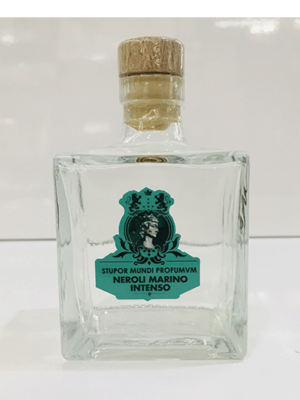 STUPOR MUNDI PROFUMVM
NEROLI MARINO
INTENSO